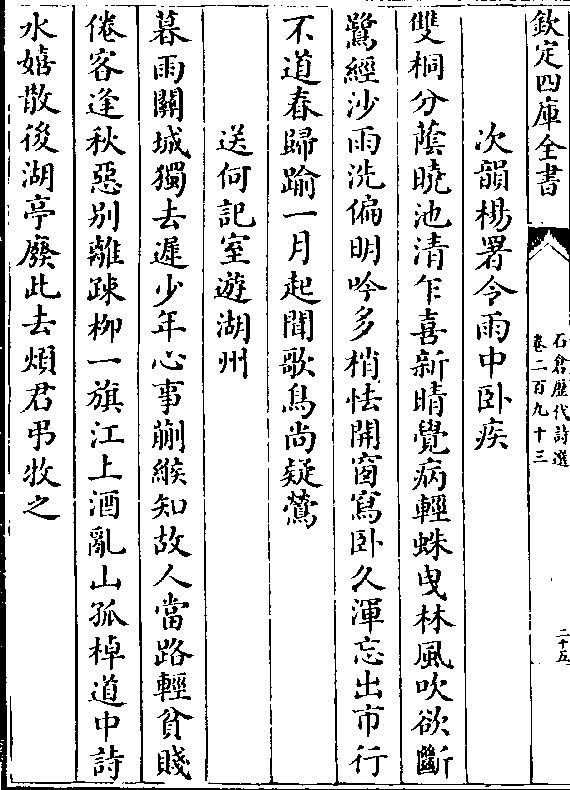 欽定四庫全書
石倉歷代詩選
卷二百九十三
二十五
次韻楊署令雨中卧疾
雙桐分蔭曉池清乍喜新晴覺病輕蛛曳林風吹欲斷
鷺經沙雨洗偏明吟多梢怯開窗寫卧久渾忘出市行
不道春歸踰一月起聞歌鳥尚疑鶯
送何記室遊湖州
暮雨關城獨去遲少年心事蒯緱知故人當路輕貧賤
倦客逢秋惡别離踈栁一旗江上酒亂山孤棹道中詩
水嬉散後湖亭廢此去煩君弔牧之